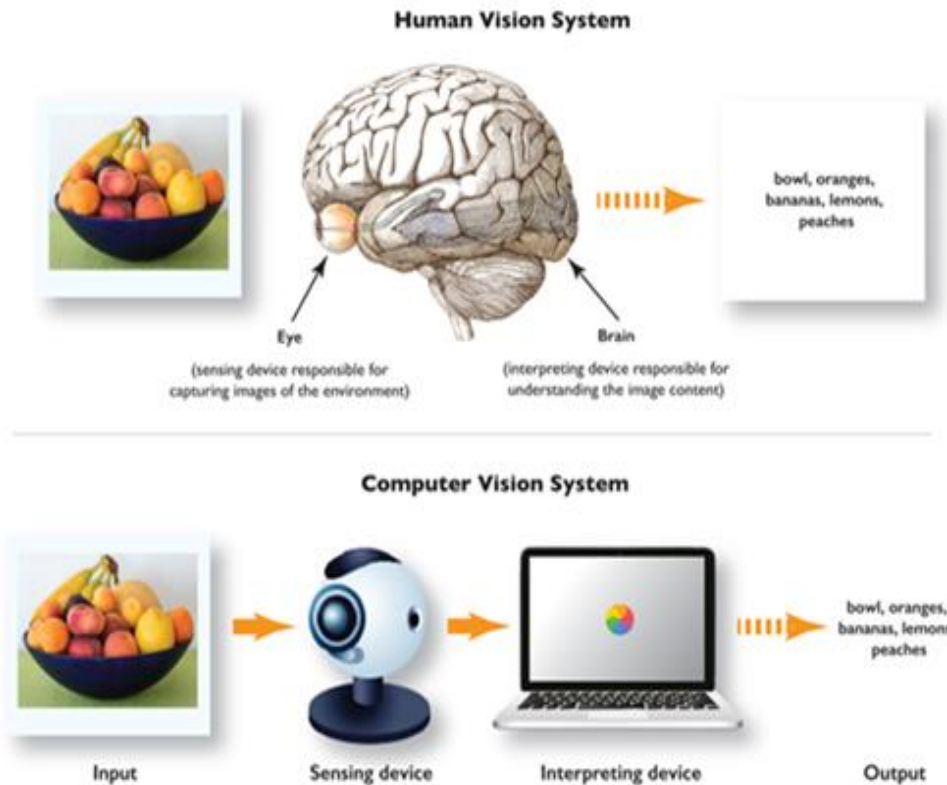 Human Vision System
bowl, oranges,
bananas, lemons,
peaches
Eye
(sensing device responsible for
capturing images of the environment)
Brain
(interpreting device responsible for
understanding the image content)
Computer Vision System
bowl, oranges,
bananas, lemons
peaches
Input
Sensing device
Interpreting device
Output